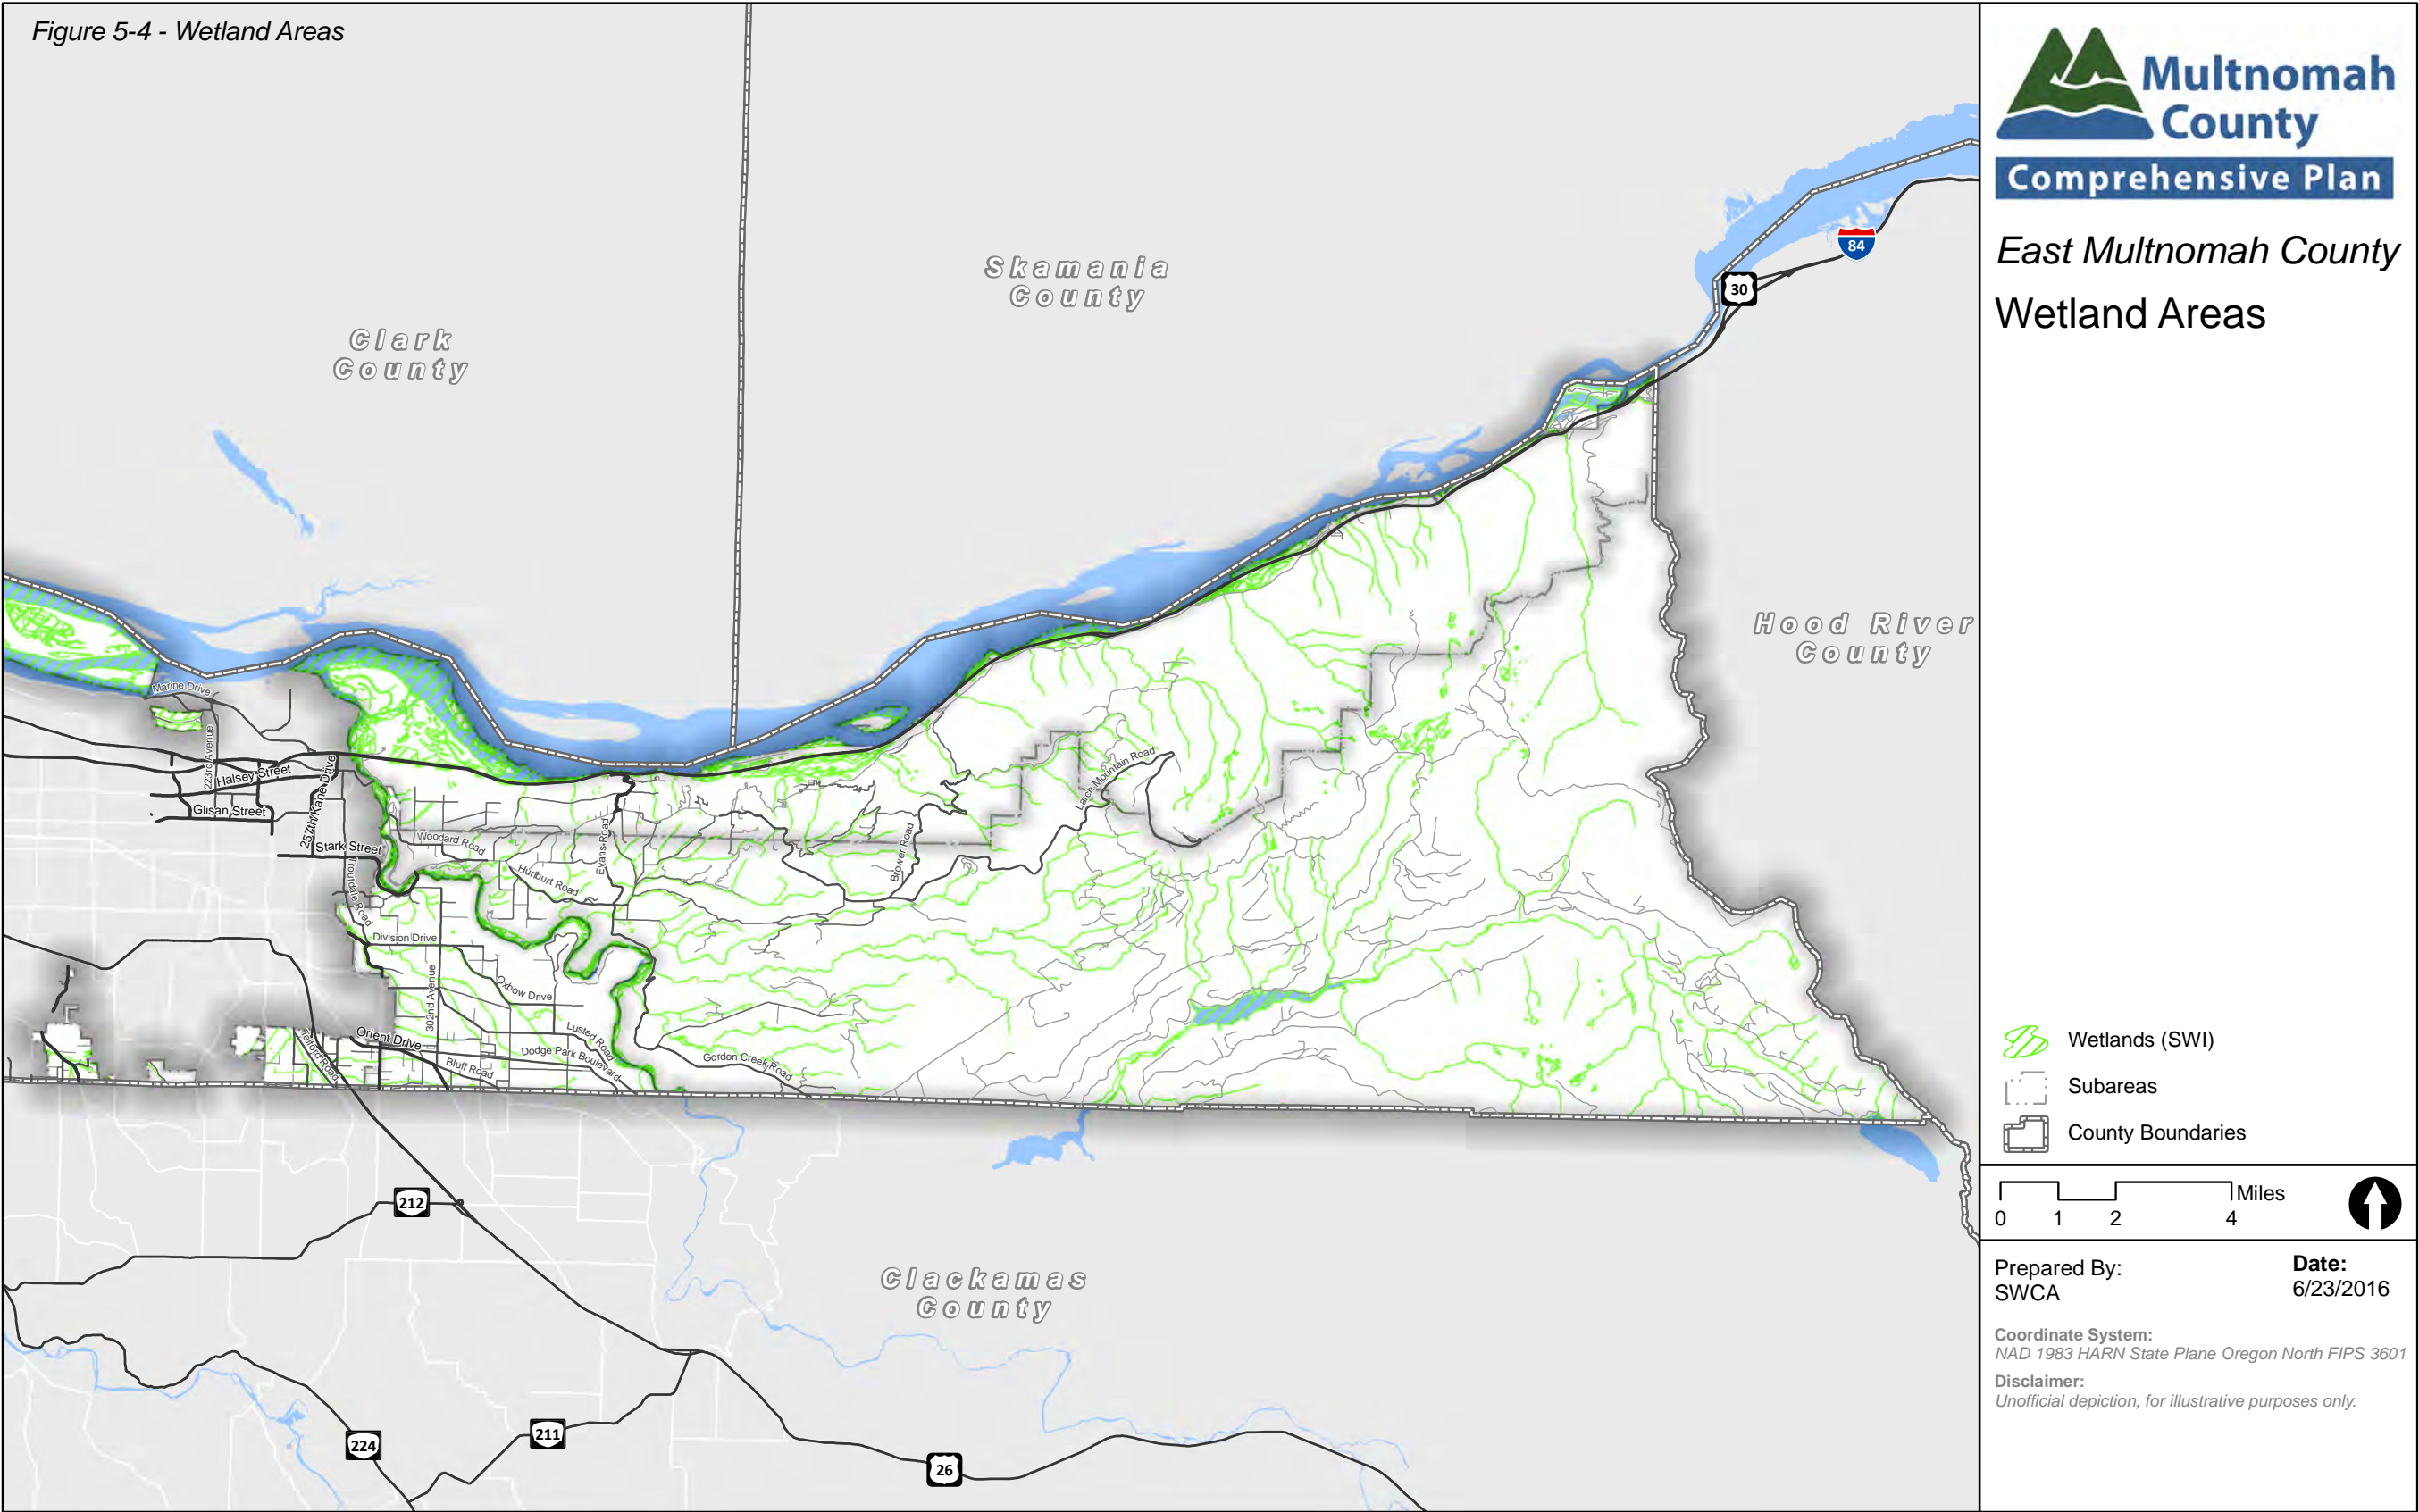 Figure 5-4 - Wetland Areas
Multnomah
County
Comprehensive Plan
East Multnomah County
Wetland Areas
Skamania
County
Clark
County
84
30
Hood River
County
Marine Drive
223rd Avenue
Halsey Street
Glisan Street
257th/Kane Drive
Stark Street
Troutdale Road
Woodard Road
Evans Road
Hurlburt Road
Brower Road
Larch Mountain Road
Division Drive
302nd Avenue
Oxbow Drive
Lusted Road
Orient Drive
Telford Road
Bluff Road
Dodge Park Boulevard
Gordon Creek Road
212
Clackamas
County
224
211
26
Wetlands (SWI)
Subareas
County Boundaries
Miles
0 1 2 4
Prepared By:
SWCA
Date:
6/23/2016
Coordinate System:
NAD 1983 HARN State Plane Oregon North FIPS 3601
Disclaimer:
Unofficial depiction, for illustrative purposes only.